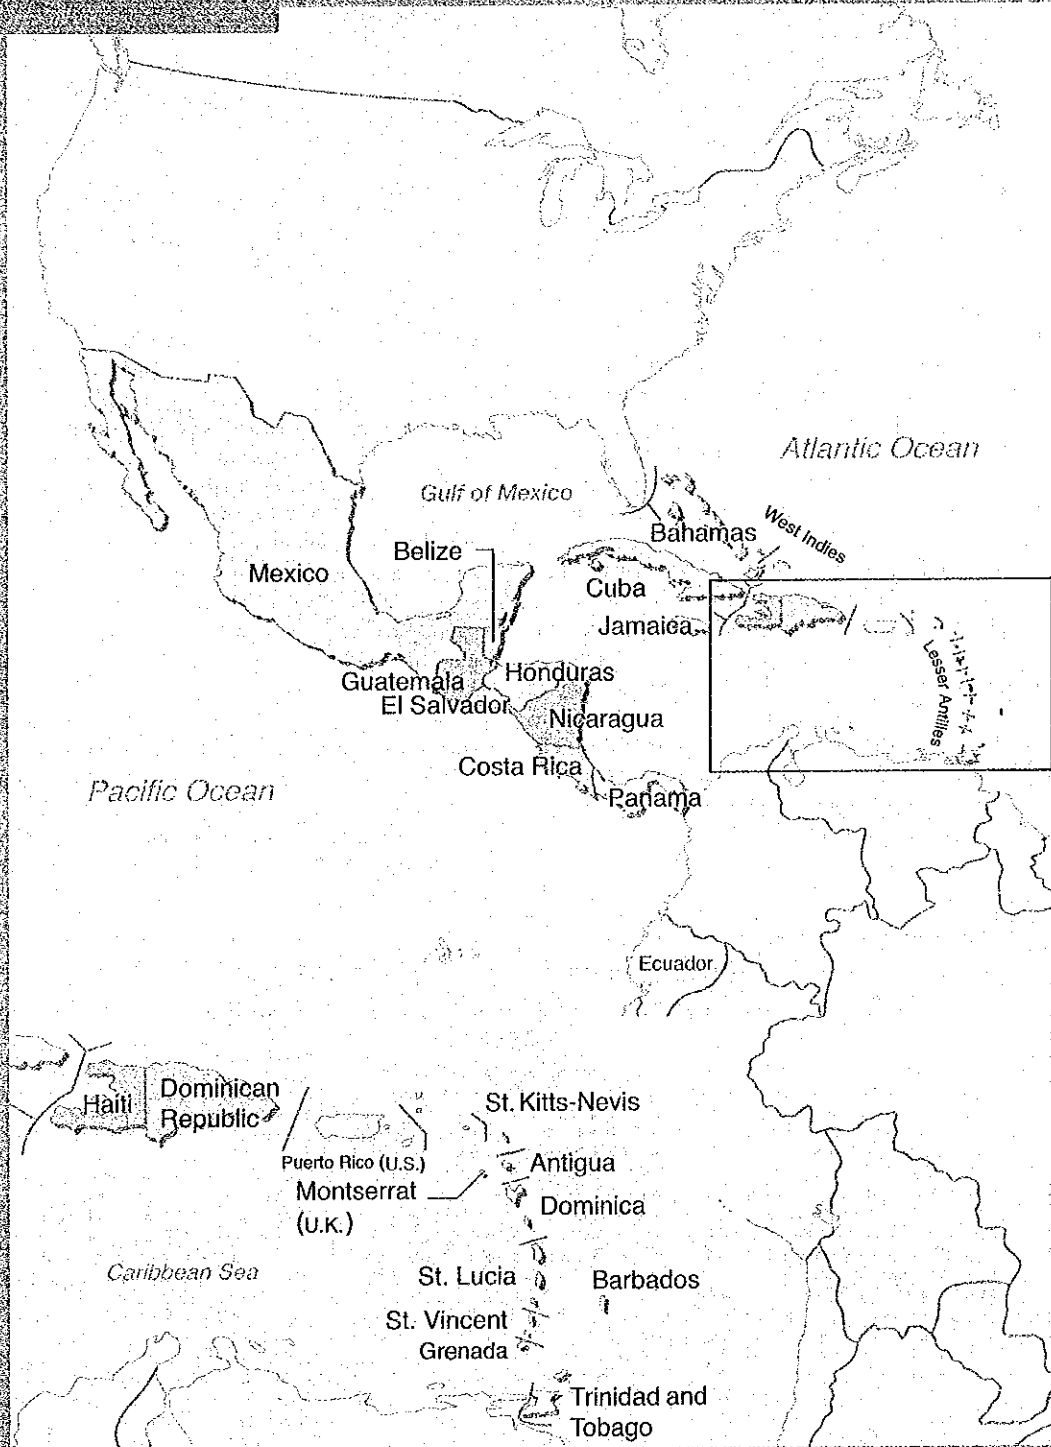 Atlantic Ocean
Gulf of Mexico
West Indies
Bahamas
Belize
Mexico
Cuba
Jamaica
Lesser Antilles
Guatemala
Honduras
El Salvador
Nicaragua
Costa Rica
Pacific Ocean
Panama
Ecuador
Haiti
Dominican
Republic
St. Kitts-Nevis
Puerto Rico (U.S.)
Antigua
Montserrat
(U.K.)
Dominica
Caribbean Sea
St. Lucia
Barbados
St. Vincent
Grenada
Trinidad and
Tobago